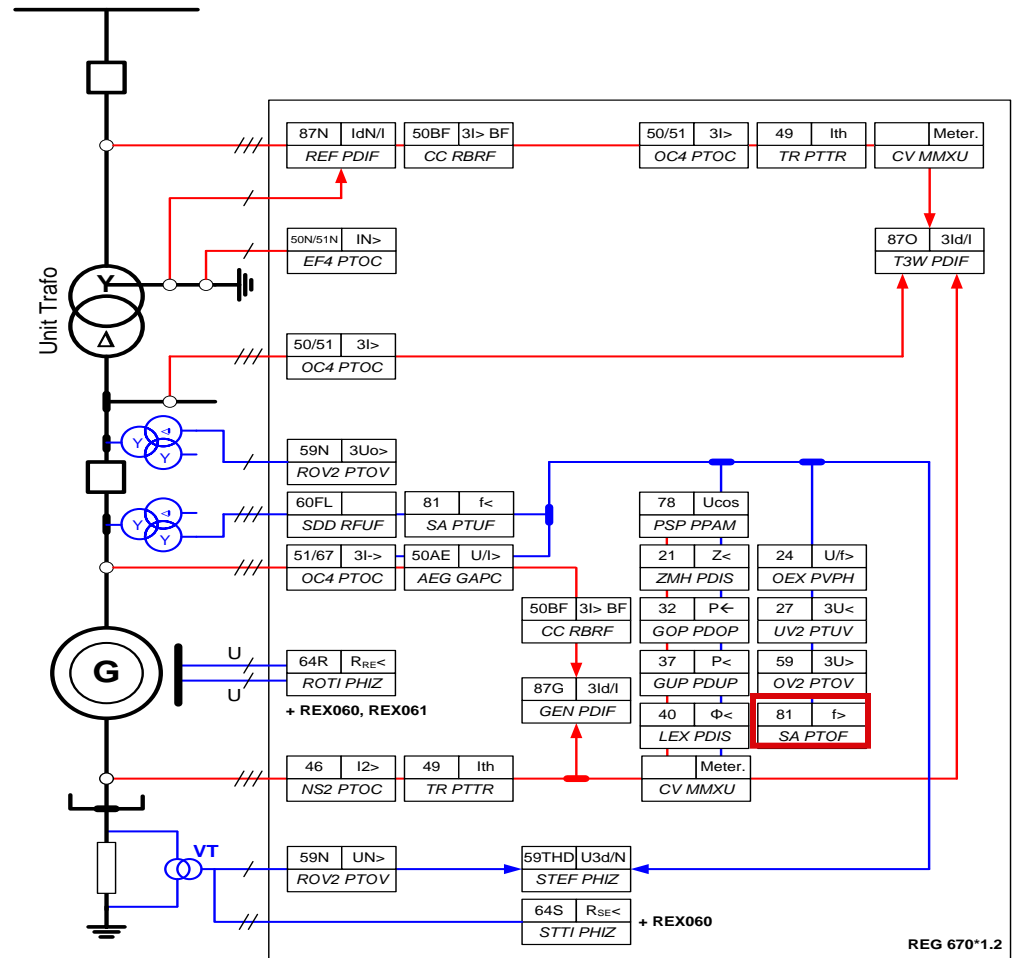 87N IdN/I
REF PDIF
50BF 3I> BF
CC RBRF
50/51 3I>
OC4 PTOC
49 Ith
TR PTTR
Meter.
CV MMXU
50N/51N IN>
EF4 PTOC
87O 3Id/I
T3W PDIF
Unit Trafo
Y
Δ
50/51 3I>
OC4 PTOC
Y
Δ
Y
59N 3Uo>
ROV2 PTOV
Y
Δ
Y
60FL
SDD RFUF
81 f<
SA PTUF
78 Ucos
PSP PPAM
51/67 3I->
OC4 PTOC
50AE U/I>
AEG GAPC
21 Z<
ZMH PDIS
24 U/f>
OEX PVPH
50BF 3I> BF
CC RBRF
32 P←
GOP PDOP
27 3U<
UV2 PTUV
G
U
U
64R RRE<
ROTI PHIZ
+ REX060, REX061
87G 3Id/I
GEN PDIF
37 P<
GUP PDUP
59 3U>
OV2 PTOV
40 Φ<
LEX PDIS
81 f>
SA PTOF
46 I2>
NS2 PTOC
49 Ith
TR PTTR
Meter.
CV MMXU
VT
59N UN>
ROV2 PTOV
59THD U3d/N
STEF PHIZ
64S RSE<
STTI PHIZ
+ REX060
REG 670*1.2